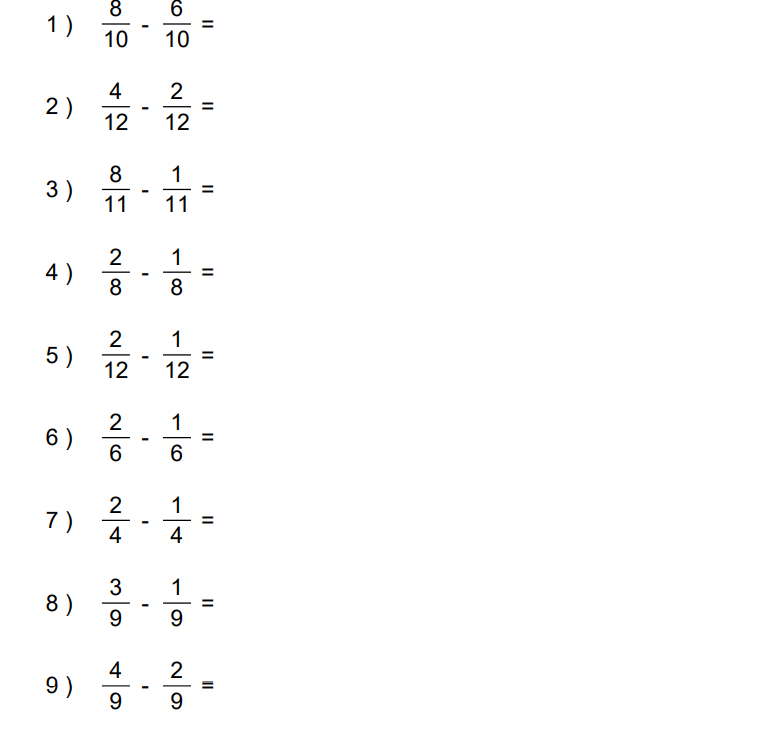 1 ) 8/10 - 6/10 =
2 ) 4/12 - 2/12 =
3 ) 8/11 - 1/11 =
4 ) 2/8 - 1/8 =
5 ) 2/12 - 1/12 =
6 ) 2/6 - 1/6 =
7 ) 2/4 - 1/4 =
8 ) 3/9 - 1/9 =
9 ) 4/9 - 2/9 =